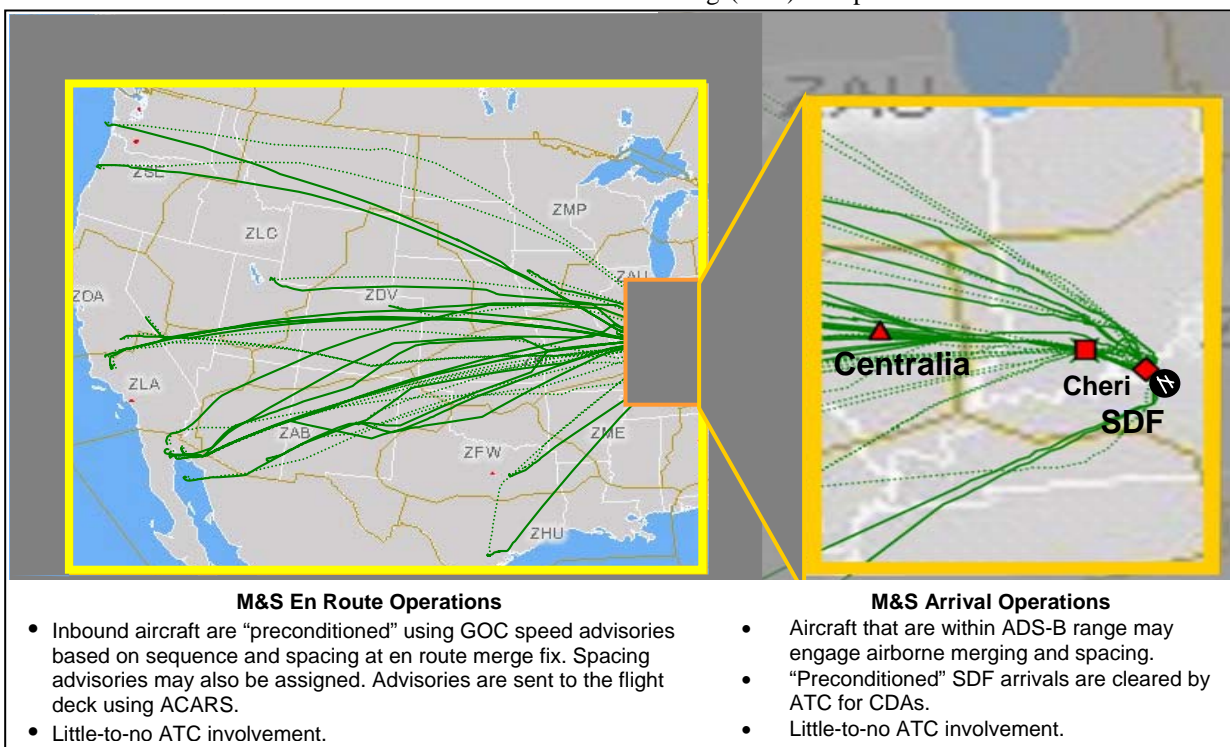 ZAU
ZSE
ZMP
ZLC
ZAU
ZOA
ZDV
Centralia
Cheri
SDF
ZLA
ZAB
ZFW
ZME
ZHU
M&S En Route Operations
• Inbound aircraft are “preconditioned” using GOC speed advisories
based on sequence and spacing at en route merge fix. Spacing
advisories may also be assigned. Advisories are sent to the flight
deck using ACARS.
• Little-to-no ATC involvement.
M&S Arrival Operations
• Aircraft that are within ADS-B range may
engage airborne merging and spacing.
• “Preconditioned” SDF arrivals are cleared by
ATC for CDAs.
• Little-to-no ATC involvement.